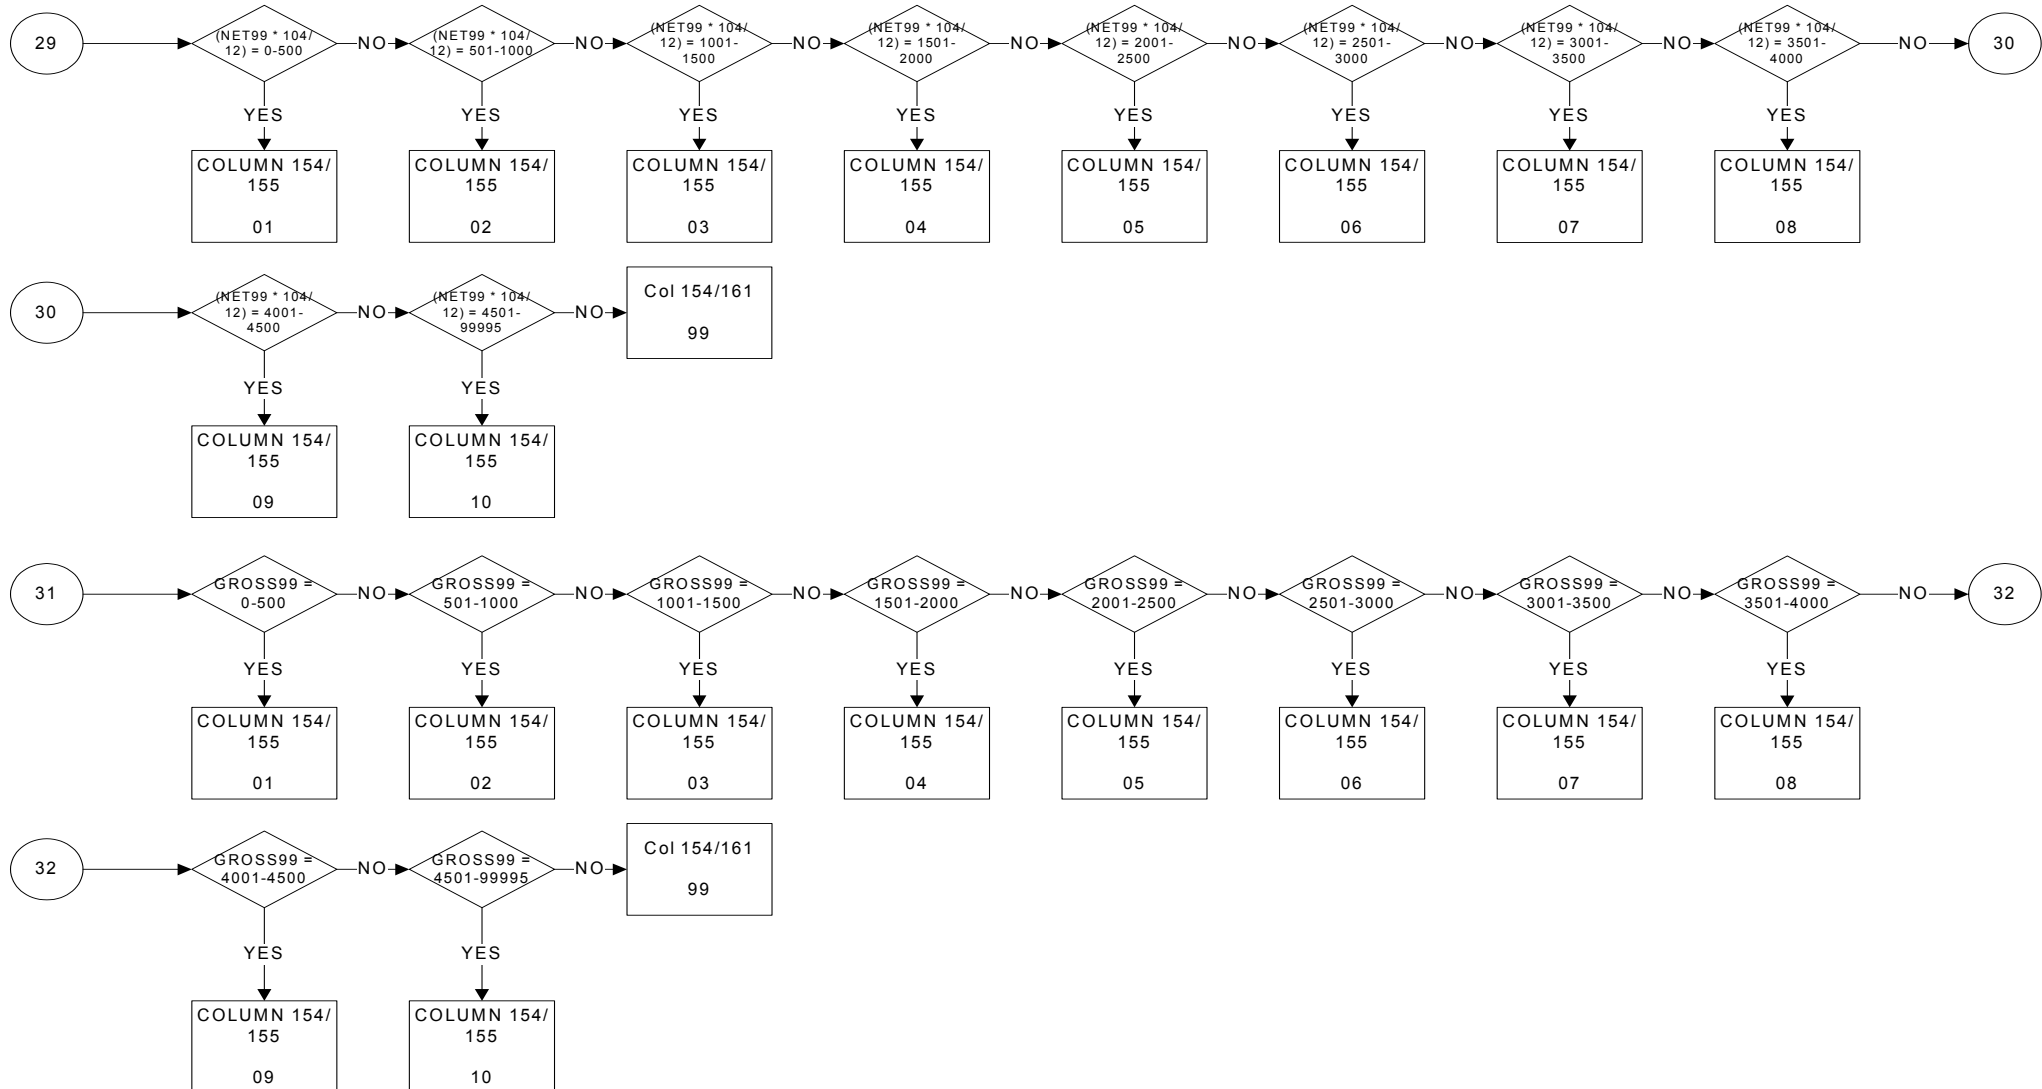 29
(NET99 * 104/
12) = 0-500
NO
(NET99 * 104/
12) = 501-1000
NO
(NET99 * 104/
12) = 1001-
1500
NO
(NET99 * 104/
12) = 1501-
2000
NO
(NET99 * 104/
12) = 2001-
2500
NO
(NET99 * 104/
12) = 2501-
3000
NO
(NET99 * 104/
12) = 3001-
3500
NO
(NET99 * 104/
12) = 3501-
4000
NO
30
YES
YES
YES
YES
YES
YES
YES
YES
COLUMN 154/
155
01
COLUMN 154/
155
02
COLUMN 154/
155
03
COLUMN 154/
155
04
COLUMN 154/
155
05
COLUMN 154/
155
06
COLUMN 154/
155
07
COLUMN 154/
155
08
30
(NET99 * 104/
12) = 4001-
4500
NO
(NET99 * 104/
12) = 4501-
99995
NO
Col 154/161
99
YES
YES
COLUMN 154/
155
09
COLUMN 154/
155
10
31
GROSS99 =
0-500
NO
GROSS99 =
501-1000
NO
GROSS99 =
1001-1500
NO
GROSS99 =
1501-2000
NO
GROSS99 =
2001-2500
NO
GROSS99 =
2501-3000
NO
GROSS99 =
3001-3500
NO
GROSS99 =
3501-4000
NO
32
YES
YES
YES
YES
YES
YES
YES
YES
COLUMN 154/
155
01
COLUMN 154/
155
02
COLUMN 154/
155
03
COLUMN 154/
155
04
COLUMN 154/
155
05
COLUMN 154/
155
06
COLUMN 154/
155
07
COLUMN 154/
155
08
32
GROSS99 =
4001-4500
NO
GROSS99 =
4501-99995
NO
Col 154/161
99
YES
YES
COLUMN 154/
155
09
COLUMN 154/
155
10